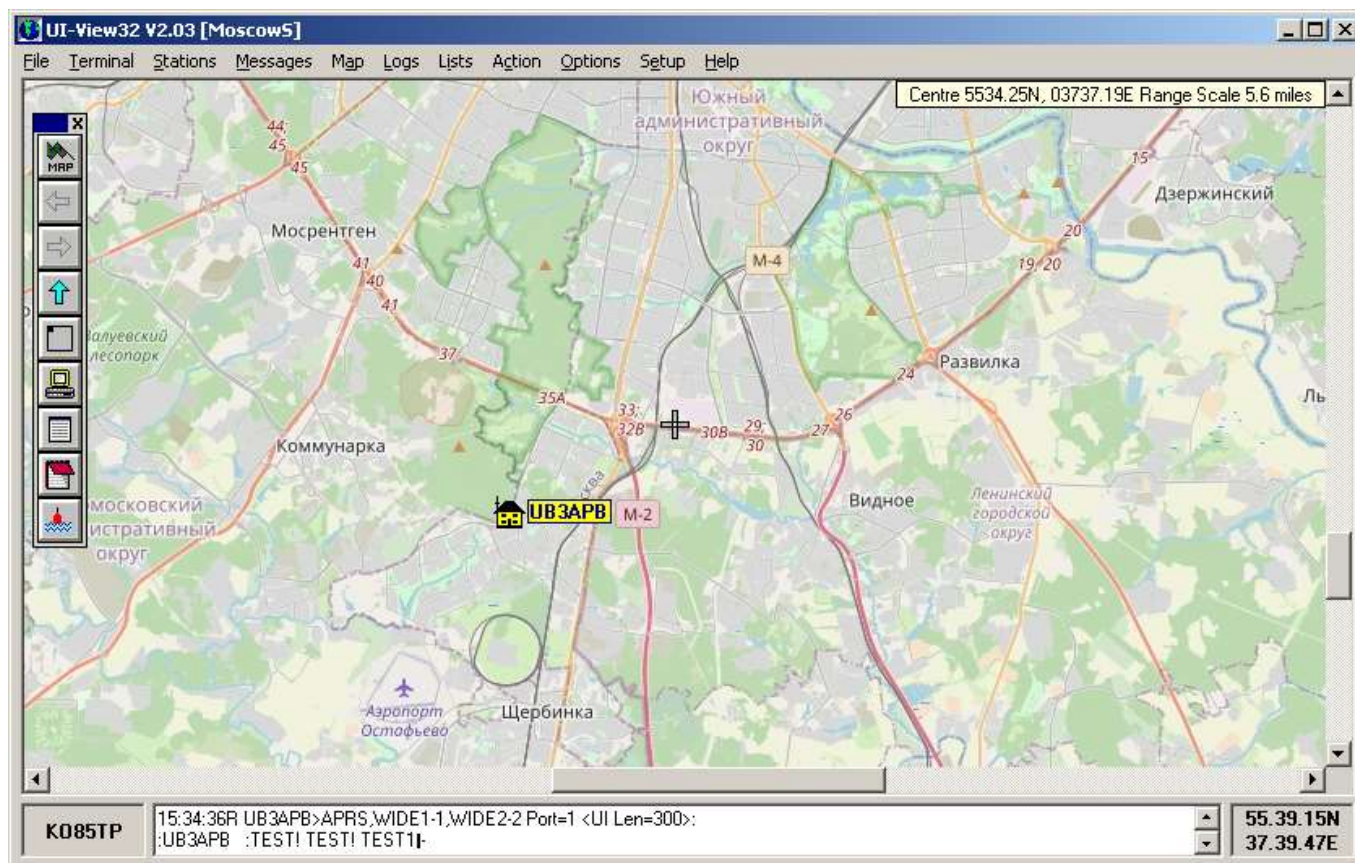 UI-View32 V2.03 [MoscowS]
File Terminal Stations Messages Map Logs Lists Action Options Setup Help
Centre 5534.25N, 03737.19E Range Scale 5.6 miles
Южный
административный
округ
44;
45
45
15
Дзержинский
MAP
Мосрентген
20
M-4
41
19; 20
40
41
Валуевский
лесопарк
37
Развилка
24
35A
Ль
33;
32B
26
29;
30B
27
30
Коммунарка
Видное
Ленинский
городской
округ
омосковский
истративный
округ
UB3APB
M-2
Аэропорт
Остафьево
Щербинка
KO85TP
15:34:36R UB3APB>APRS,WIDE1-1,WIDE2-2 Port=1 <UI Len=300>:
:UB3APB :TEST! TEST! TEST1
55.39.15N
37.39.47E